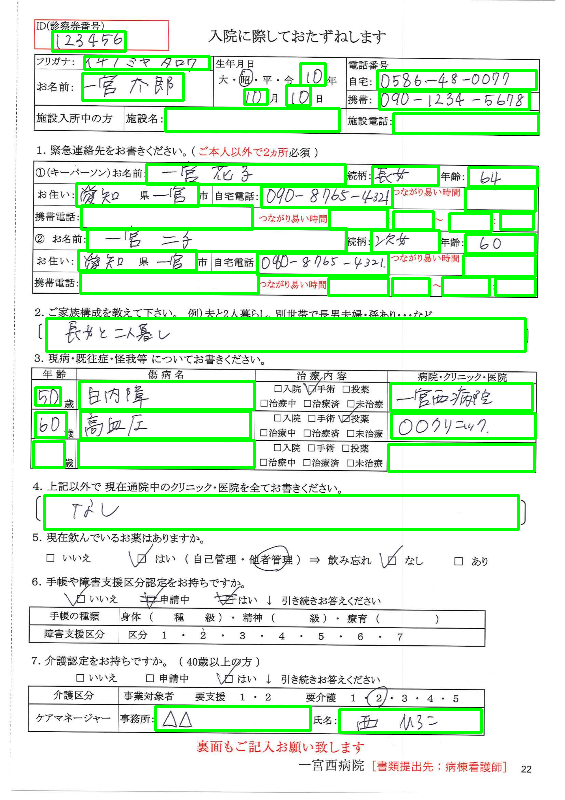 ID(診察券番号)
123456
入院に際しておたずねします
フリガナ: イチノミヤ タロウ
お名前: 一宮 太郎
生年月日
大・昭・平・令 10年
10月10日
電話番号
自宅: 0586-48-0077
携帯: 090-1234-5678
施設入所中の方 施設名: 施設電話:
1. 緊急連絡先をお書きください。(ご本人以外で2ヵ所必須)
①(キーパーソン)お名前: 一宮 花子 続柄: 長女 年齢: 64
お住い: 愛知 県 一宮 市 自宅電話: 090-8765-4321 つながり易い時間
携帯電話: つながり易い時間 : ~ :
② お名前: 一宮 二子 続柄: 次女 年齢: 60
お住い: 愛知 県 一宮 市 自宅電話 090-8765-4321 つながり易い時間
携帯電話: つながり易い時間 : ~ :
2. ご家族構成を教えて下さい。 例)夫と2人暮らし、別世帯で長男夫婦・孫あり・・・など
長女と二人暮し
3. 現病・既往症・怪我等 についてお書きください。
年齢 傷病名 治療内容 病院・クリニック・医院
50歳 白内障 □入院 ☑手術 □投薬 一宮西病院
□治療中 □治療済 □未治療
60歳 高血圧 □入院 □手術 ☑投薬 〇〇クリニック
□治療中 □治療済 □未治療
歳 □入院 □手術 □投薬
□治療中 □治療済 □未治療
4. 上記以外で 現在通院中のクリニック・医院を全てお書きください。
なし
5. 現在飲んでいるお薬はありますか。
□ いいえ ☑ はい (自己管理・他者管理) ⇒ 飲み忘れ ☑ なし □ あり
6. 手帳や障害支援区分認定をお持ちですか。
☑ いいえ □ 申請中 □ はい ↓ 引き続きお答えください
手帳の種類 身体( 種 級)・精神( 級)・療育( )
障害支援区分 区分 1 ・ 2 ・ 3 ・ 4 ・ 5 ・ 6 ・ 7
7. 介護認定をお持ちですか。(40歳以上の方)
□ いいえ □ 申請中 ☑ はい ↓ 引き続きお答えください
介護区分 事業対象者 要支援 1・2 要介護 1・2・3・4・5
ケアマネージャー 事務所: △△ 氏名: 西 ひろこ
裏面もご記入お願い致します
一宮西病院 [書類提出先:病棟看護師] 22